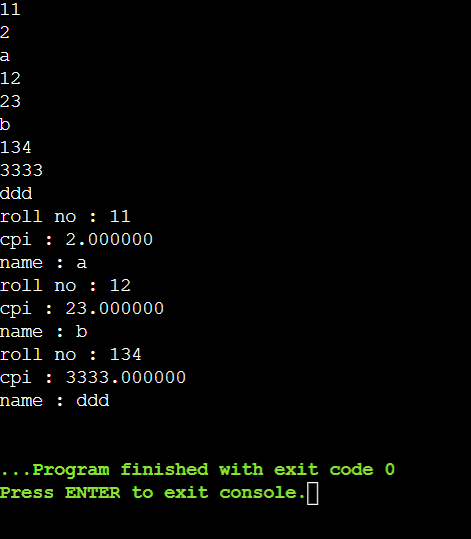 11
2
a
12
23
b
134
3333
ddd
roll no : 11
cpi : 2.000000
name : a
roll no : 12
cpi : 23.000000
name : b
roll no : 134
cpi : 3333.000000
name : ddd
...Program finished with exit code 0
Press ENTER to exit console.